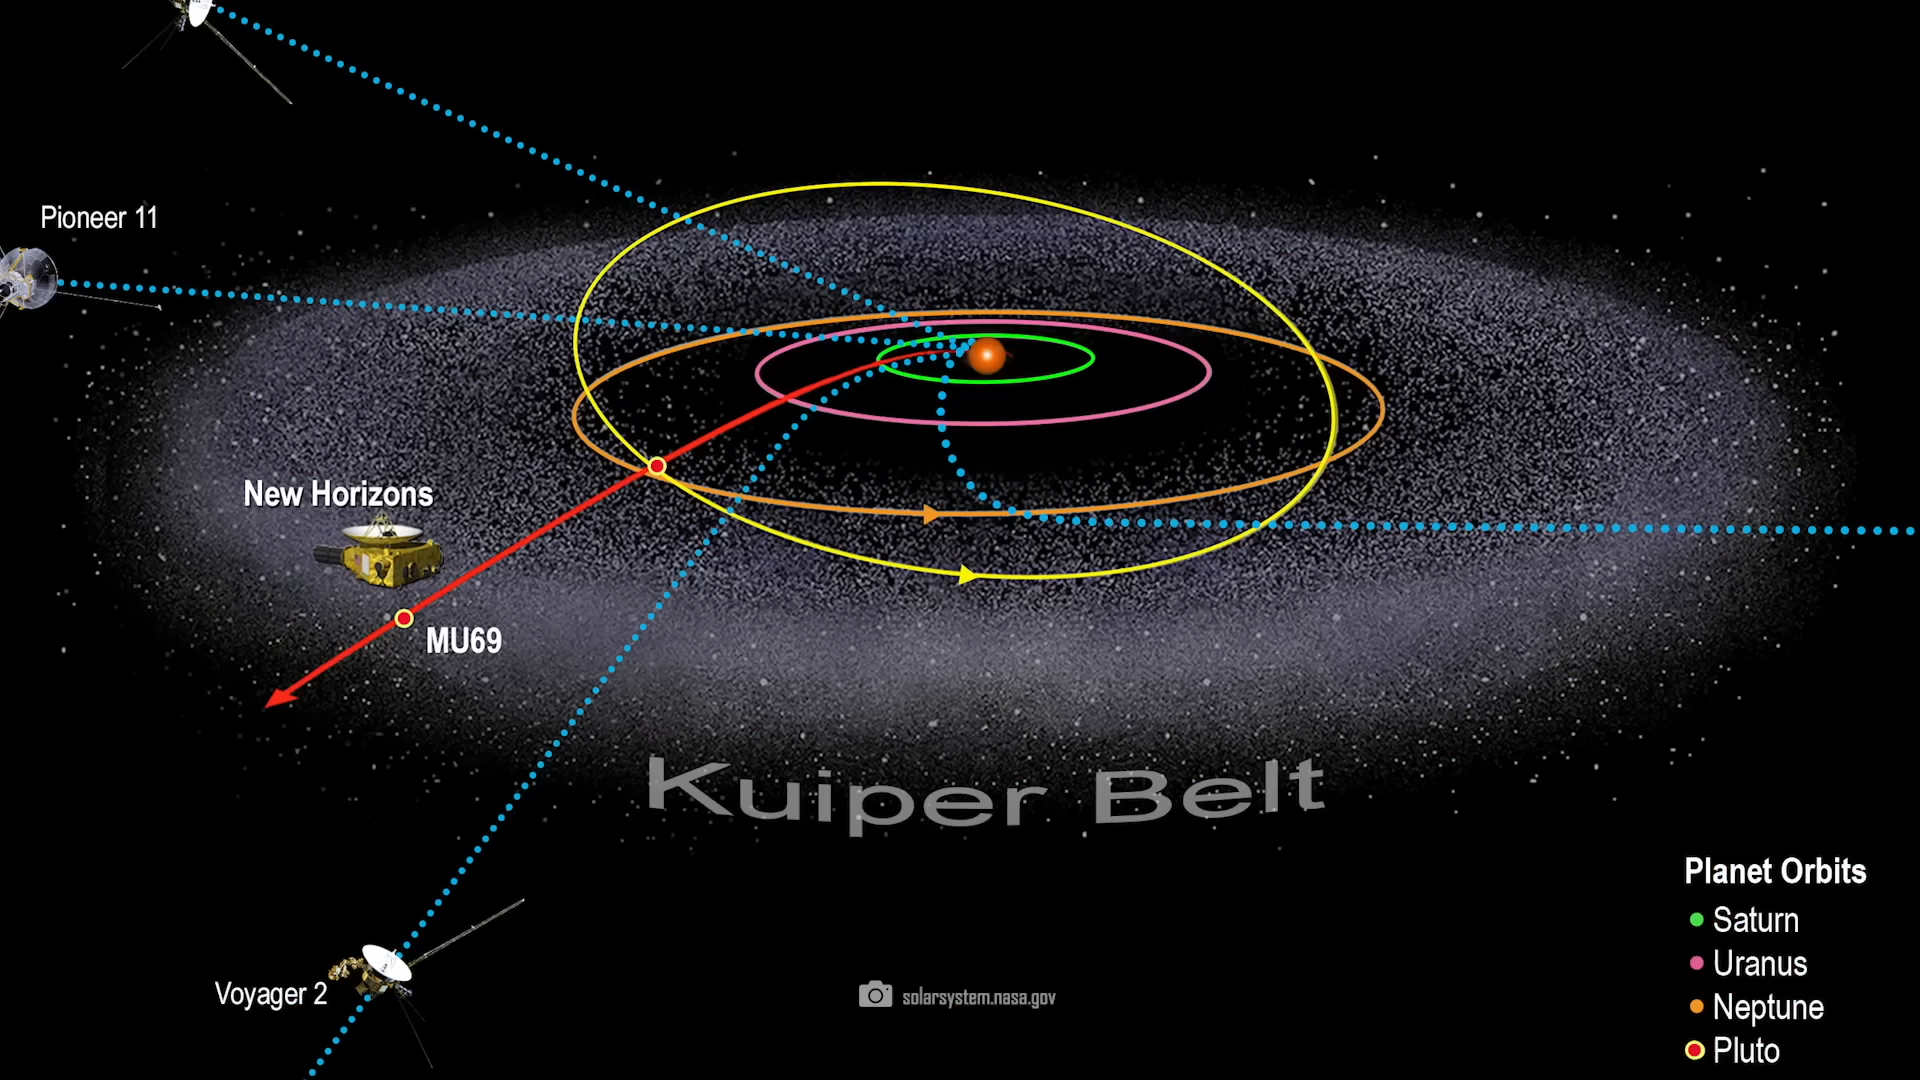 Pioneer 11
New Horizons
MU69
Kuiper Belt
Voyager 2
solarsystem.nasa.gov
Planet Orbits
Saturn
Uranus
Neptune
Pluto